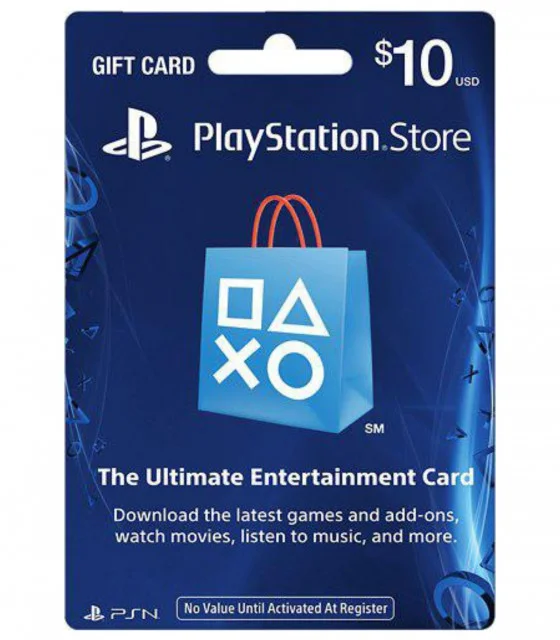 GIFT CARD
$10 USD
PlayStation®Store
SM
The Ultimate Entertainment Card
Download the latest games and add-ons,
watch movies, listen to music, and more.
PSN
No Value Until Activated At Register